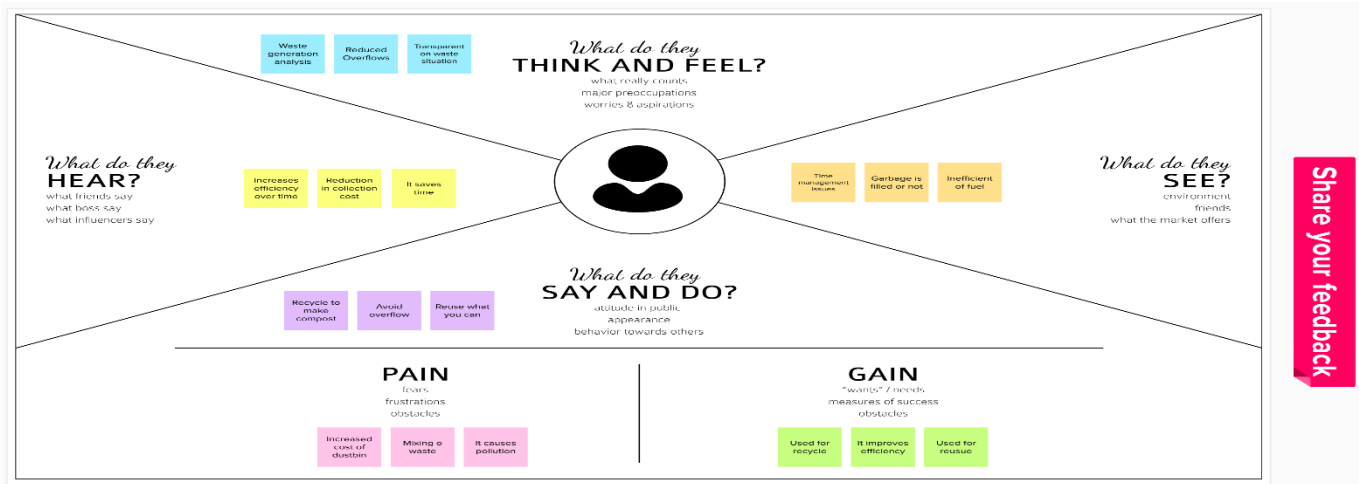 What do they
THINK AND FEEL?
what really counts
major preoccupations
worries & aspirations
Waste
generation
analysis
Reduced
Overflows
Transparent
on waste
situation
What do they
HEAR?
what friends say
what boss say
what influencers say
Increases
efficiency
over time
Reduction
in collection
cost
It saves
time
Time
management
issues
Garbage is
filled or not
Inefficient
of fuel
What do they
SEE?
environment
friends
what the market offers
What do they
SAY AND DO?
attitude in public
appearance
behavior towards others
Recycle to
make
compost
Avoid
overflow
Reuse what
you can
PAIN
fears
frustrations
obstacles
Increased
cost of
dustbin
Mixing o
waste
It causes
pollution
GAIN
"wants" / needs
measures of success
obstacles
Used for
recycle
It improves
efficiency
Used for
reusue
Share your feedback